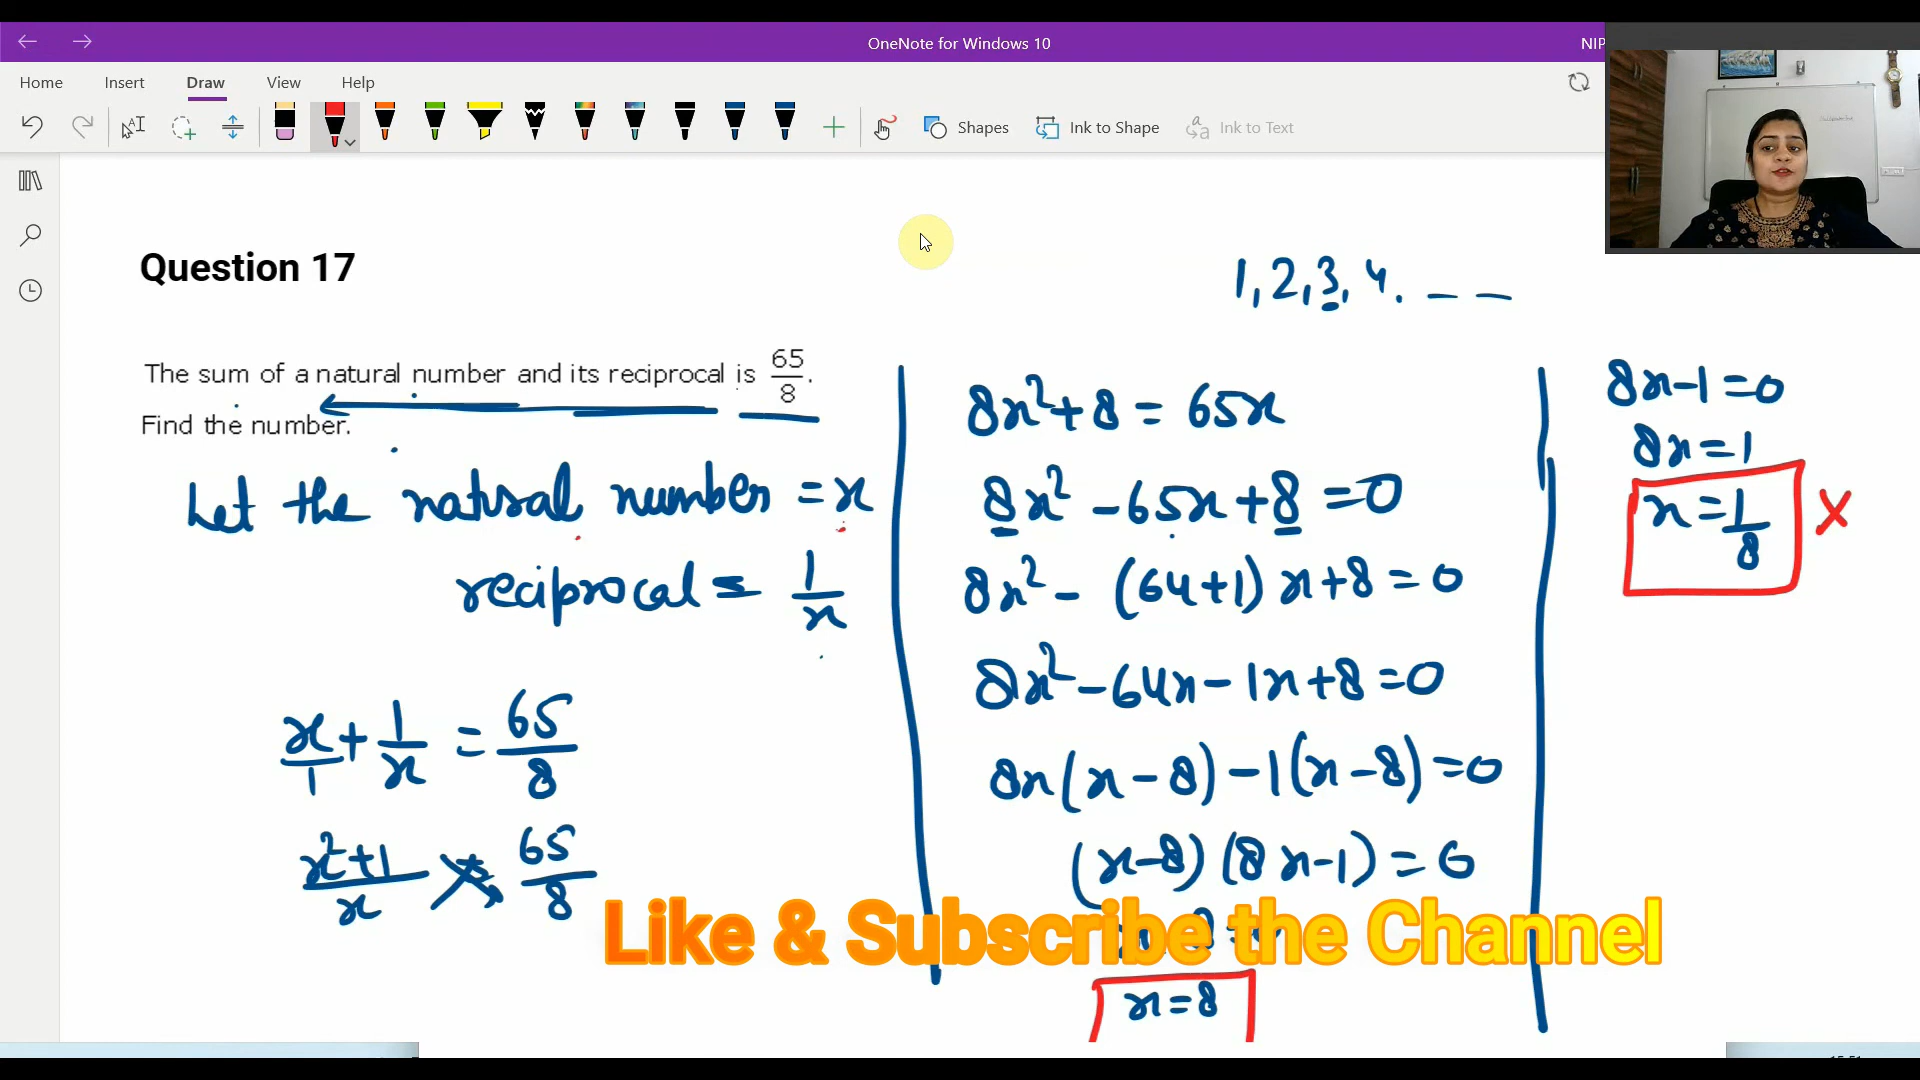 OneNote for Windows 10
NIP
Home Insert Draw View Help
Shapes Ink to Shape Ink to Text
Question 17
1, 2, 3, 4, _ _
The sum of a natural number and its reciprocal is 65/8.
Find the number.
Let the natural number = x
reciprocal = 1/x
x/1 + 1/x = 65/8
x²+1/x = 65/8
8x²+8 = 65x
8x² -65x+8 =0
8x² - (64+1) x+8 =0
8x²-64x-1x+8 =0
8x(x-8) -1(x-8) =0
(x-8) (8x-1) = 0
x=8
8x-1=0
8x=1
x=1/8 ×
Like & Subscribe the Channel